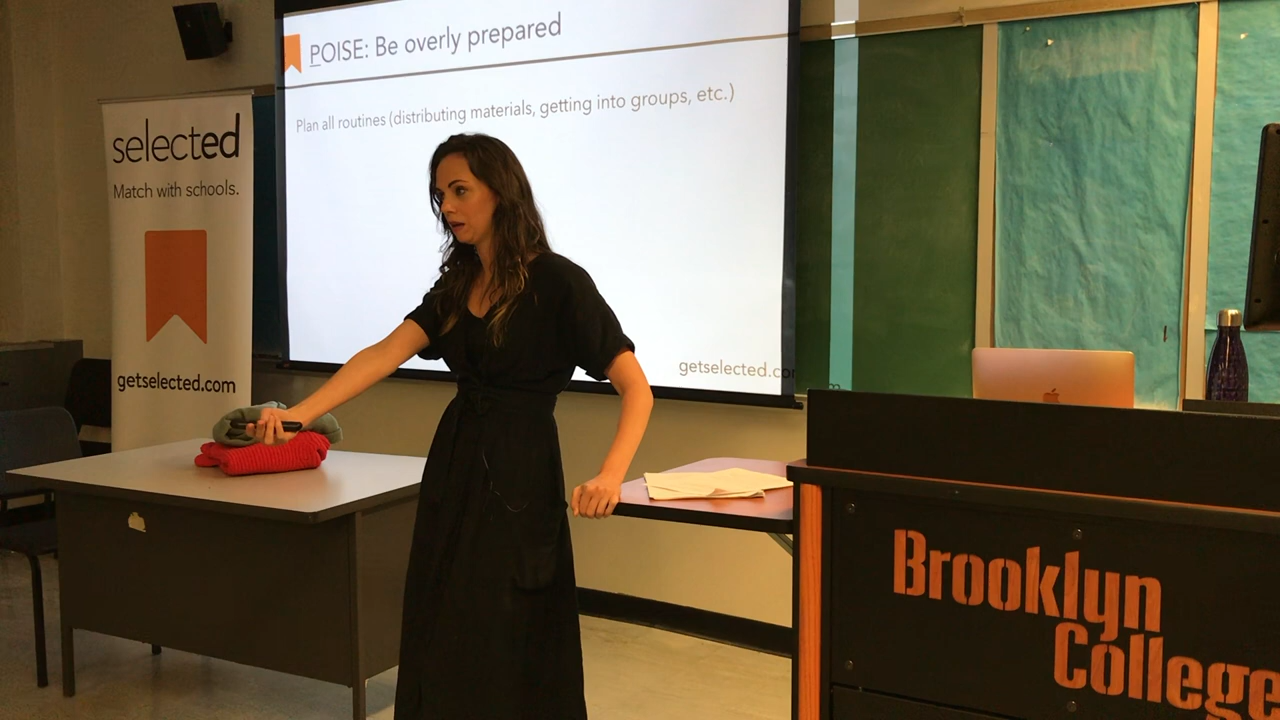 selected
Match with schools.
getselected.com
POISE: Be overly prepared
Plan all routines (distributing materials, getting into groups, etc.)
getselected.com
Brooklyn
College